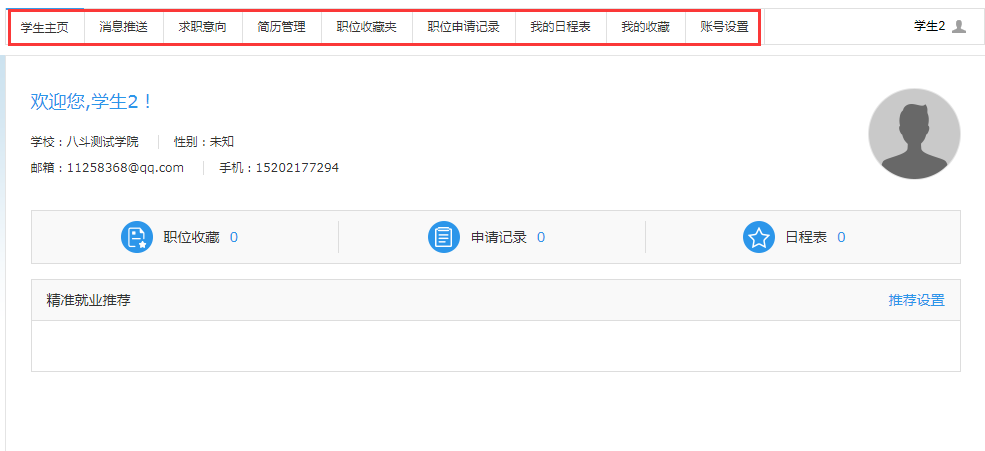 学生主页 消息推送 求职意向 简历管理 职位收藏夹 职位申请记录 我的日程表 我的收藏 账号设置 学生2
欢迎您,学生2！
学校：八斗测试学院 性别：未知
邮箱：11258368@qq.com 手机：15202177294
职位收藏 0 申请记录 0 日程表 0
精准就业推荐 推荐设置